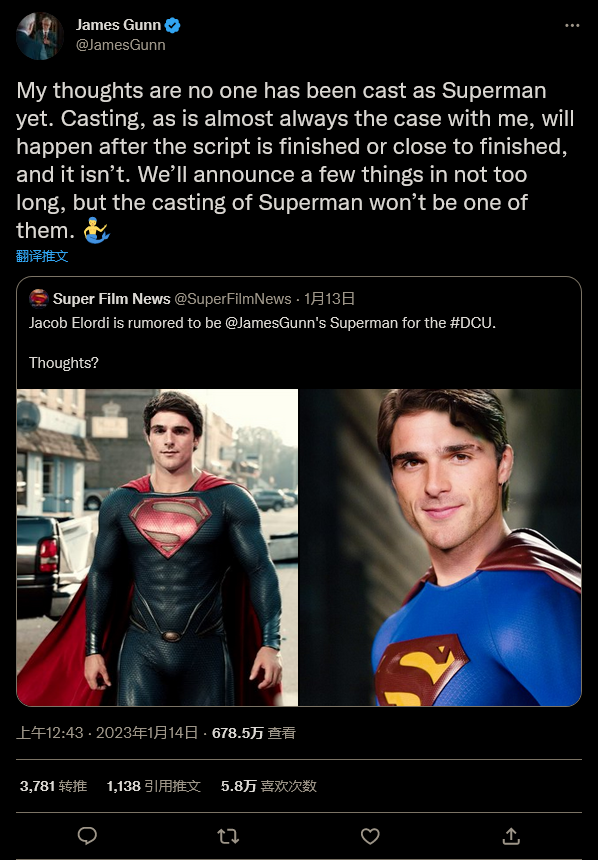 James Gunn
@JamesGunn
My thoughts are no one has been cast as Superman
yet. Casting, as is almost always the case with me, will
happen after the script is finished or close to finished,
and it isn’t. We’ll announce a few things in not too
long, but the casting of Superman won’t be one of
them. 🧜‍♂️
翻译推文
Super Film News @SuperFilmNews · 1月13日
Jacob Elordi is rumored to be @JamesGunn's Superman for the #DCU.
Thoughts?
上午12:43 · 2023年1月14日 · 678.5万 查看
3,781 转推 1,138 引用推文 5.8万 喜欢次数